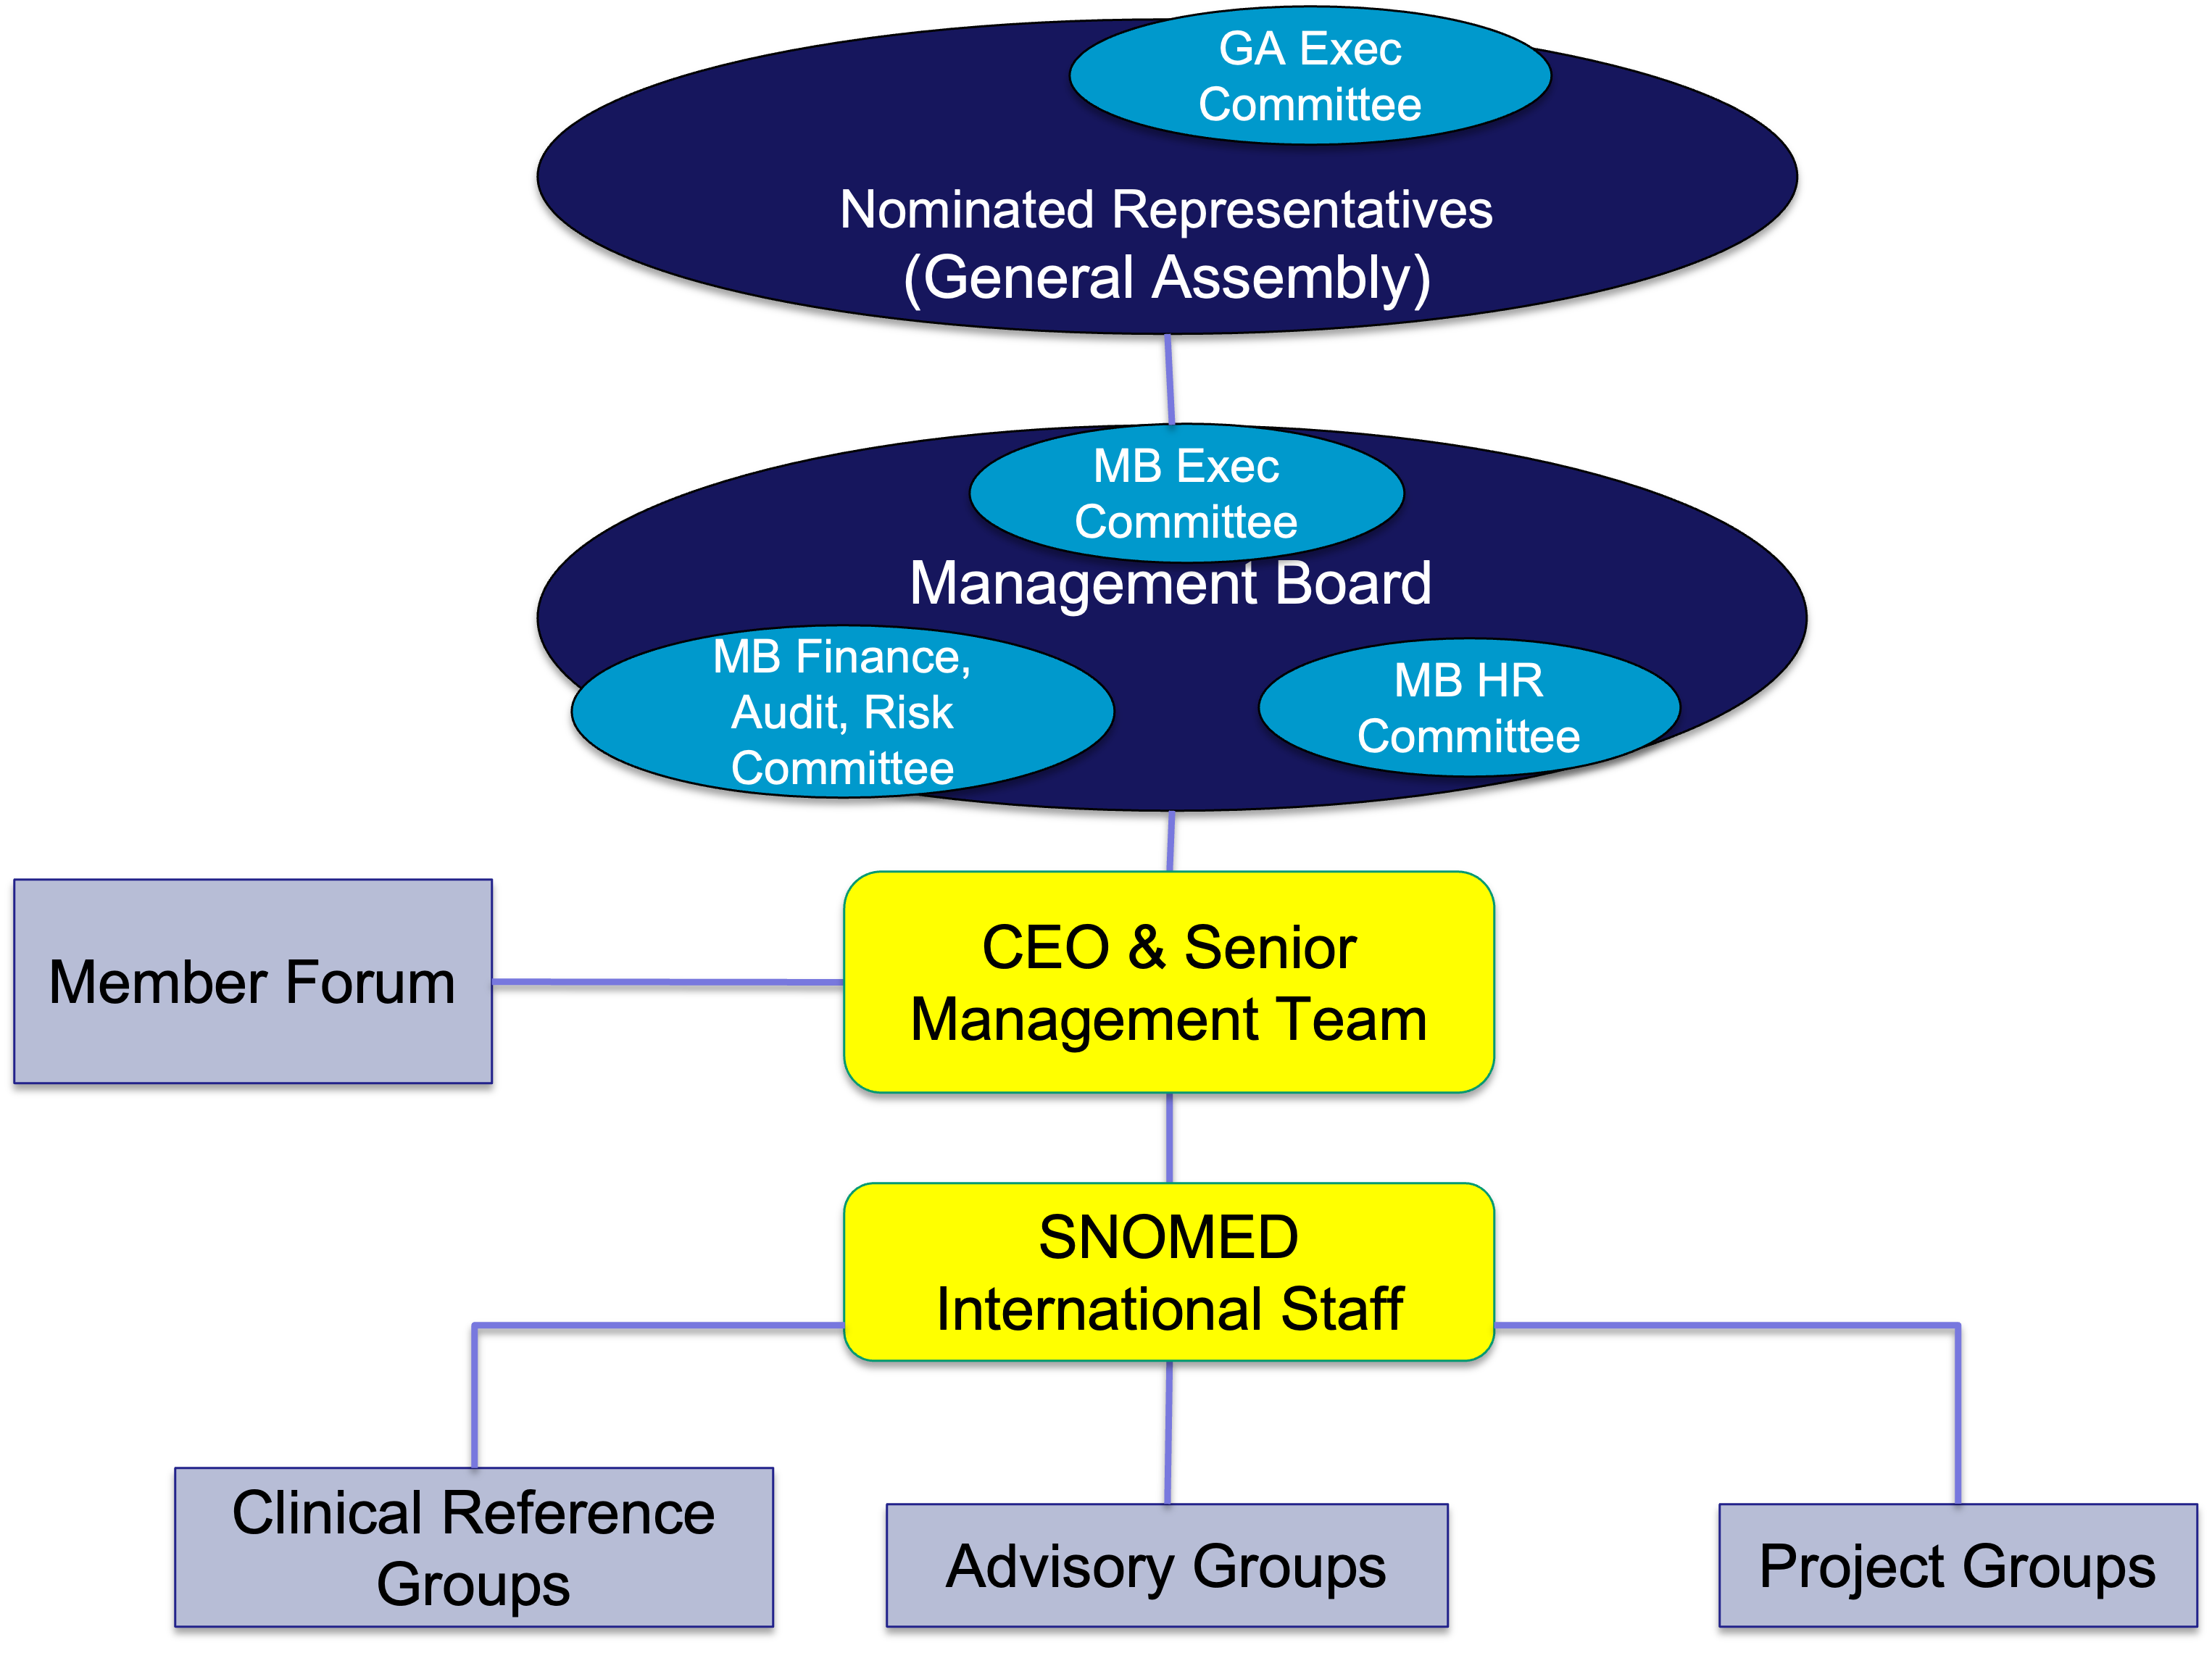 GA Exec
Committee
Nominated Representatives
(General Assembly)
MB Exec
Committee
Management Board
MB Finance,
Audit, Risk
Committee
MB HR
Committee
Member Forum
CEO & Senior
Management Team
SNOMED
International Staff
Clinical Reference
Groups
Advisory Groups
Project Groups